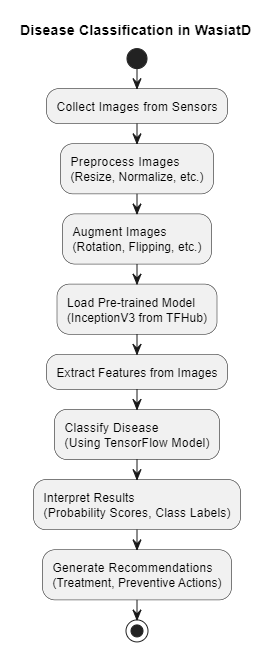 Disease Classification in WasiatD
Collect Images from Sensors
Preprocess Images
(Resize, Normalize, etc.)
Augment Images
(Rotation, Flipping, etc.)
Load Pre-trained Model
(InceptionV3 from TFHub)
Extract Features from Images
Classify Disease
(Using TensorFlow Model)
Interpret Results
(Probability Scores, Class Labels)
Generate Recommendations
(Treatment, Preventive Actions)